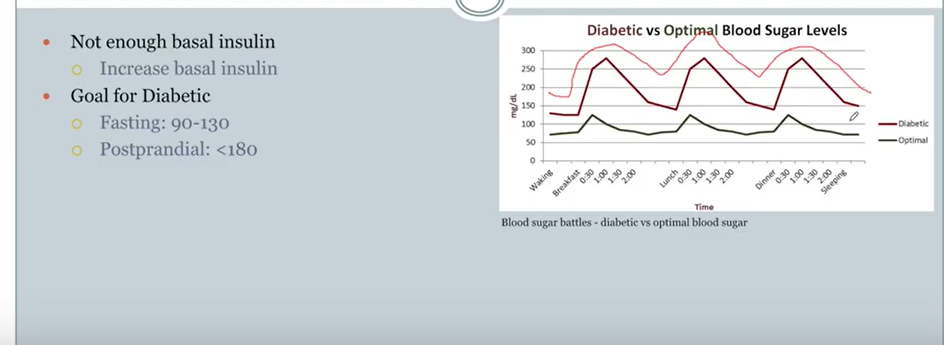 Not enough basal insulin
Increase basal insulin
Goal for Diabetic
Fasting: 90-130
Postprandial: <180
Diabetic vs Optimal Blood Sugar Levels
mg/dL
300
250
200
150
100
50
0
Waking
Breakfast
0:30
1:00
1:30
2:00
Lunch
0:30
1:00
1:30
2:00
Dinner
0:30
1:00
1:30
2:00
Sleeping
Time
Diabetic
Optimal
Blood sugar battles - diabetic vs optimal blood sugar